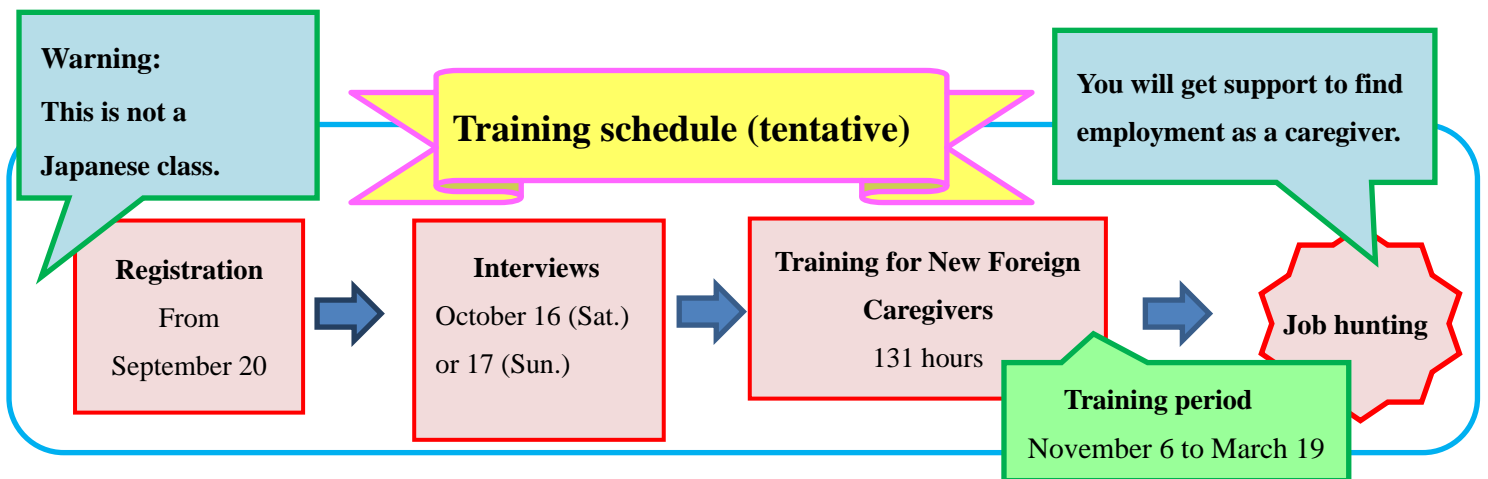 Training schedule (tentative)
Warning:
This is not a
Japanese class.
You will get support to find
employment as a caregiver.
Registration
From
September 20
Interviews
October 16 (Sat.)
or 17 (Sun.)
Training for New Foreign
Caregivers
131 hours
Training period
November 6 to March 19
Job hunting